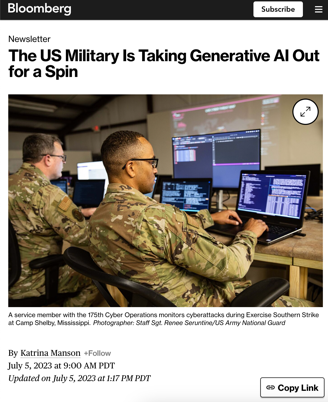 Bloomberg
Subscribe
Newsletter
The US Military Is Taking Generative AI Out
for a Spin
A service member with the 175th Cyber Operations monitors cyberattacks during Exercise Southern Strike
at Camp Shelby, Mississippi. Photographer: Staff Sgt. Renee Seruntine/US Army National Guard
By Katrina Manson +Follow
July 5, 2023 at 9:00 AM PDT
Updated on July 5, 2023 at 1:17 PM PDT
Copy Link